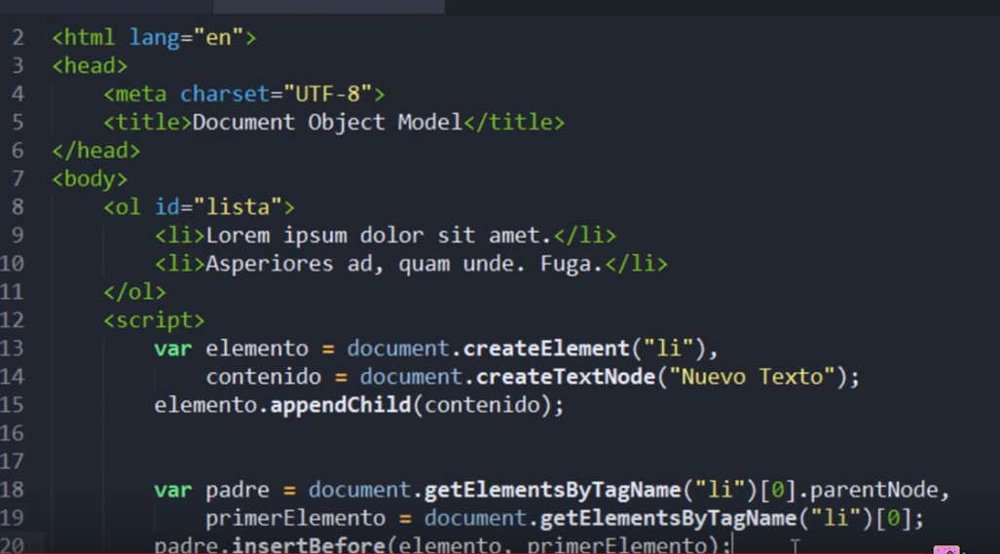 2 <html lang="en">
3 <head>
4 <meta charset="UTF-8">
5 <title>Document Object Model</title>
6 </head>
7 <body>
8 <ol id="lista">
9 <li>Lorem ipsum dolor sit amet.</li>
10 <li>Asperiores ad, quam unde. Fuga.</li>
11 </ol>
12 <script>
13 var elemento = document.createElement("li"),
14 contenido = document.createTextNode("Nuevo Texto");
15 elemento.appendChild(contenido);
16
17
18 var padre = document.getElementsByTagName("li")[0].parentNode,
19 primerElemento = document.getElementsByTagName("li")[0];
20 padre.insertBefore(elemento, primerElemento);